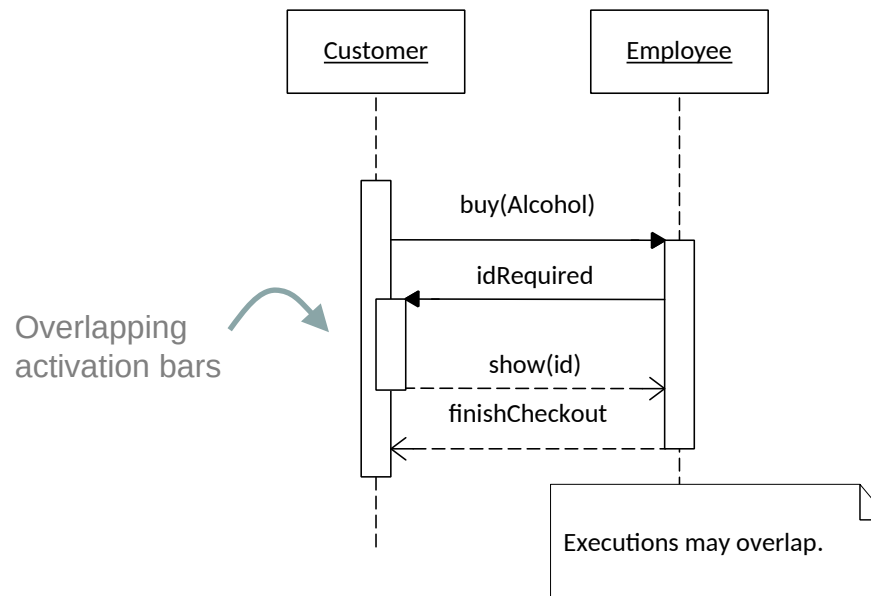 Customer
Employee
buy(Alcohol)
idRequired
Overlapping
activation bars
show(id)
finishCheckout
Executions may overlap.